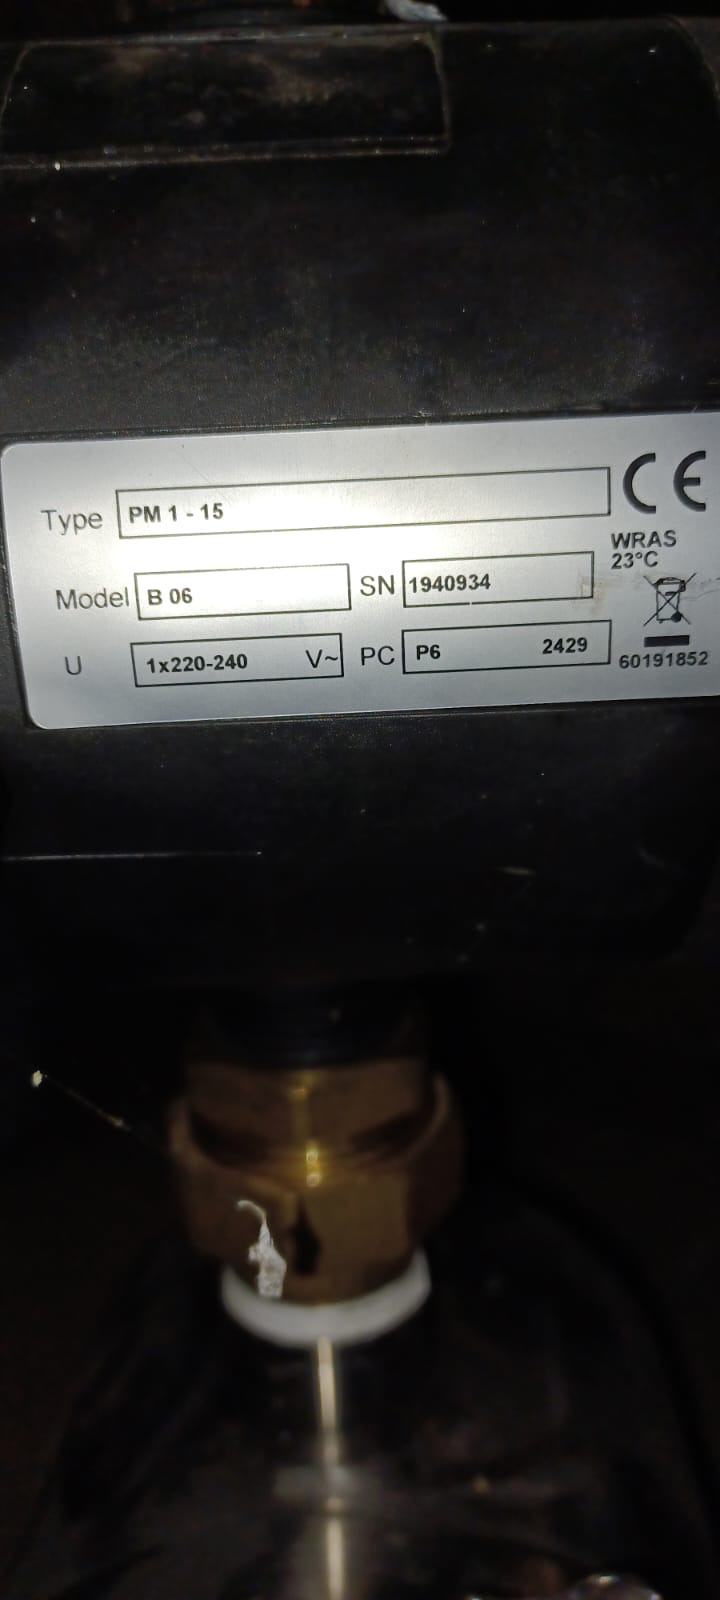 Type PM 1 - 15
CE
WRAS
23°C
Model B 06 SN 1940934
U 1x220-240 V~ PC P6 2429
60191852